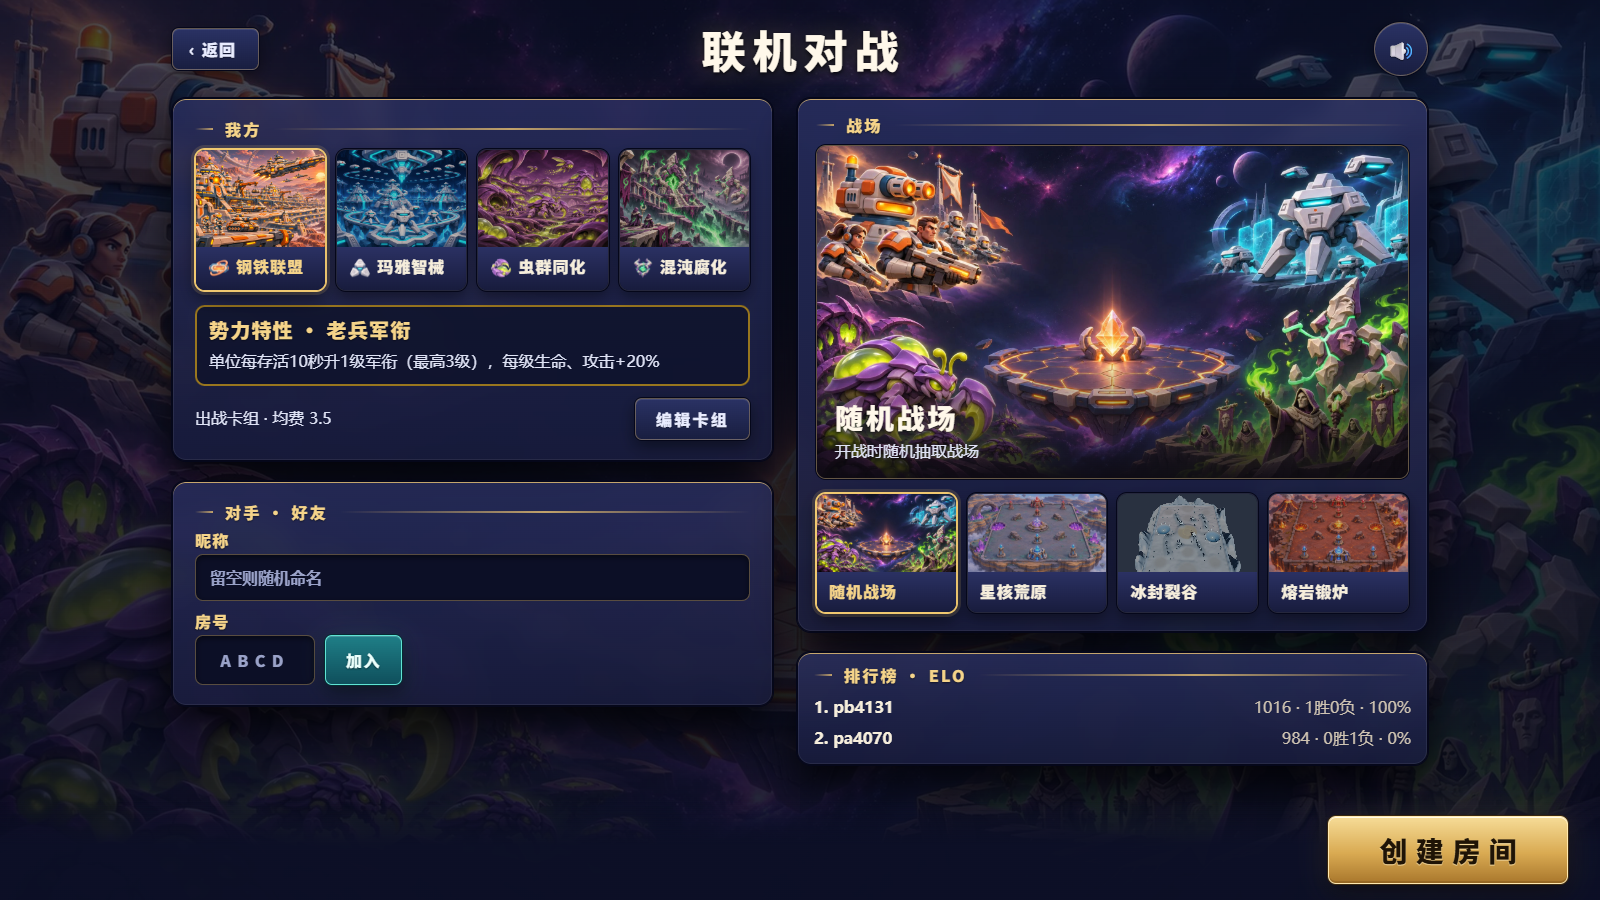 ‹ 返回
联机对战
我方
钢铁联盟
玛雅智械
虫群同化
混沌腐化
势力特性 • 老兵军衔
单位每存活10秒升1级军衔（最高3级），每级生命、攻击+20%
出战卡组 · 均费 3.5
编辑卡组
对手 • 好友
昵称
留空则随机命名
房号
ABCD
加入
战场
随机战场
开战时随机抽取战场
随机战场
星核荒原
冰封裂谷
熔岩锻炉
排行榜 • ELO
1. pb4131
1016 · 1胜0负 · 100%
2. pa4070
984 · 0胜1负 · 0%
创建房间